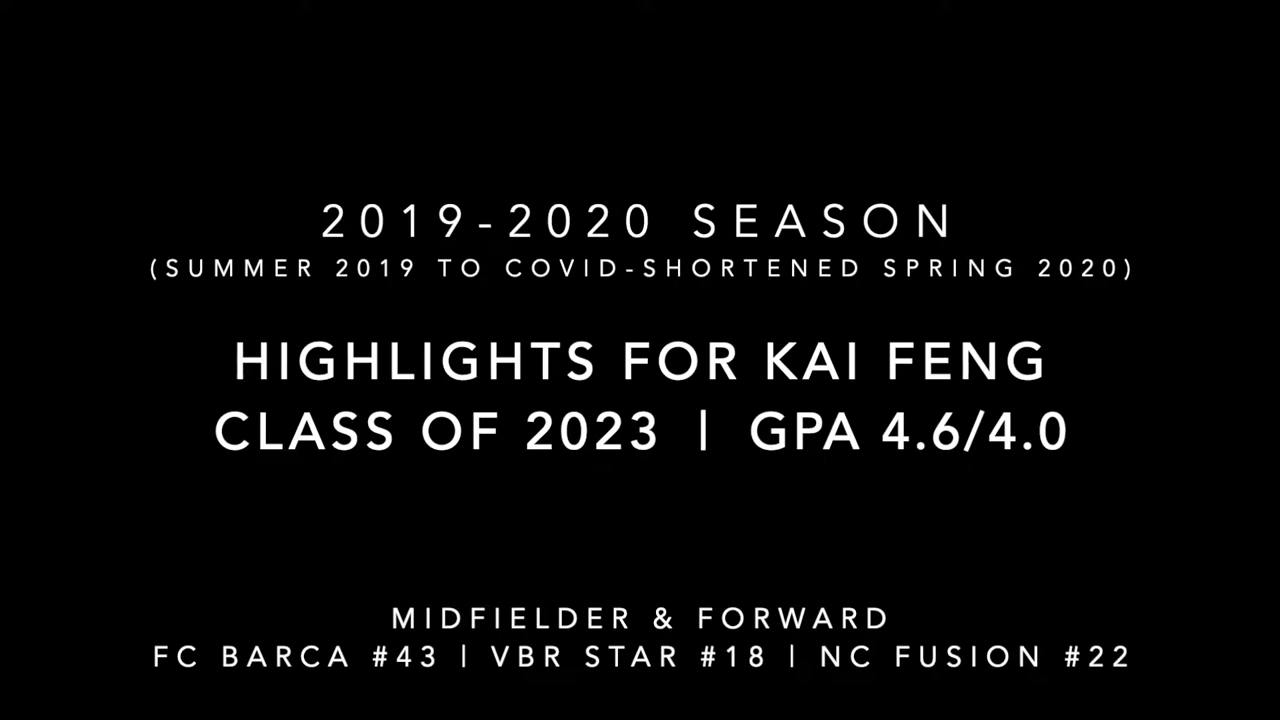 2019-2020 SEASON
(SUMMER 2019 TO COVID-SHORTENED SPRING 2020)
HIGHLIGHTS FOR KAI FENG
CLASS OF 2023 | GPA 4.6/4.0
MIDFIELDER & FORWARD
FC BARCA #43 | VBR STAR #18 | NC FUSION #22